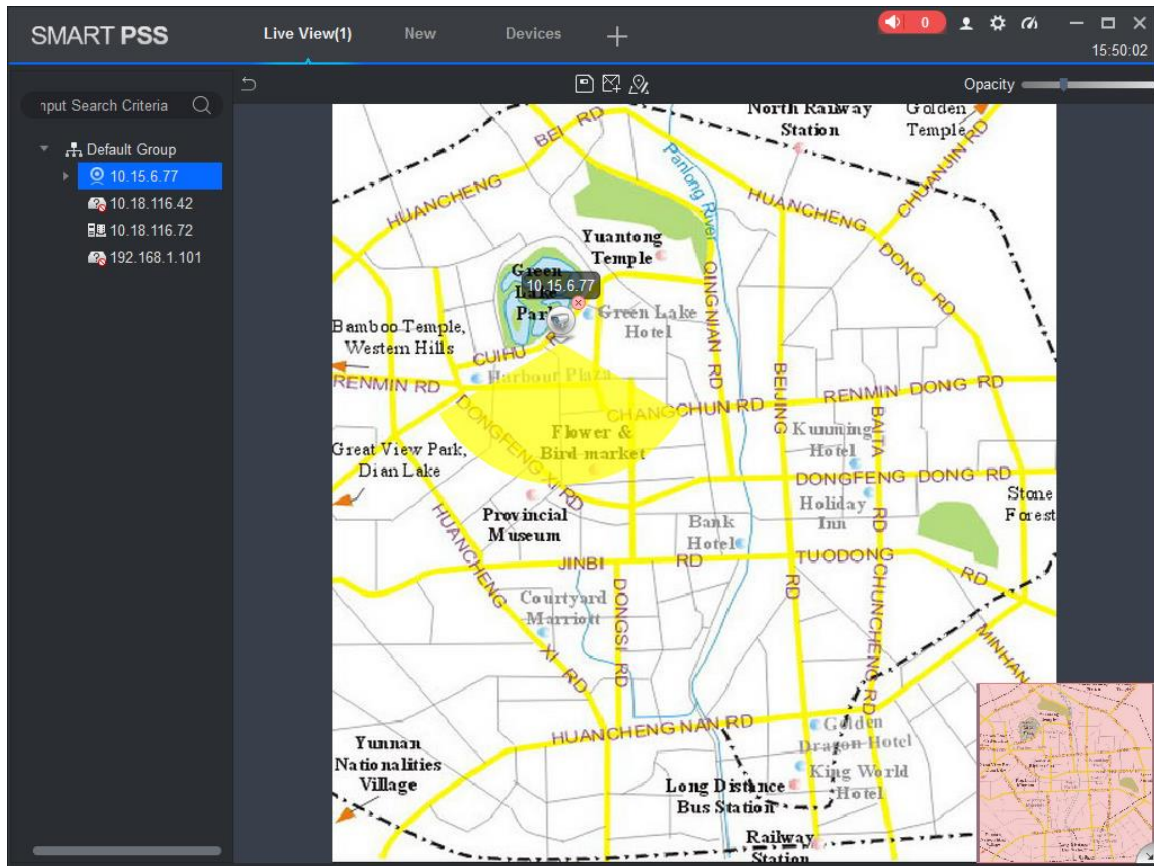 SMART PSS
Live View(1)
New
Devices
0
15:50:02
nput Search Criteria
Opacity
Default Group
10.15.6.77
10.18.116.42
10.18.116.72
192.168.1.101
North Railway
Station
Golden
Temple
BEI RD
HUANCHENG
Panlong River
HUANCHENG DONG RD
CHUANJIN RD
Yuantong
Temple
Green
Lake
Park
10.15.6.77
Green Lake
Hotel
QINGNIAN RD
Bamboo Temple,
Western Hills
CUIHU R
Harbour Plaza
RENMIN RD
BEIJING RD
RENMIN DONG RD
CHANGCHUN RD
DONGFENG XI RD
Flower &
Bird market
Kunming
Hotel
BAITA RD
Great View Park,
Dian Lake
DONGFENG DONG RD
Holiday
Inn
Stone
Forest
Provincial
Museum
Bank
Hotel
HUANCHENG XI RD
JINBI RD
TUODONG RD
CHUNCHENG RD
DONGSI RD
Courtyard
Marriott
MINHAN
HUANCHENG NAN RD
Golden
Dragon Hotel
Yunnan
Nationalities
Village
King World
Hotel
Long Distance
Bus Station
Railway
Station